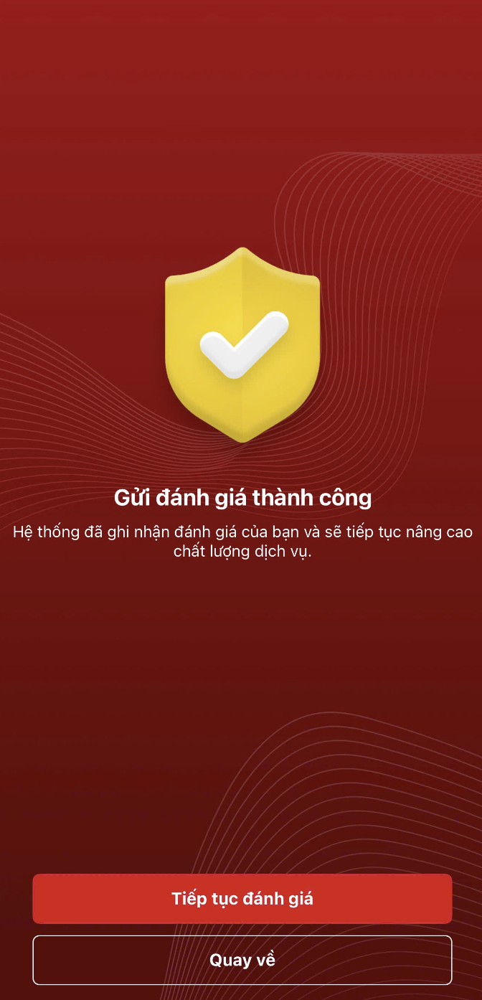 Gửi đánh giá thành công
Hệ thống đã ghi nhận đánh giá của bạn và sẽ tiếp tục nâng cao
chất lượng dịch vụ.
Tiếp tục đánh giá
Quay về